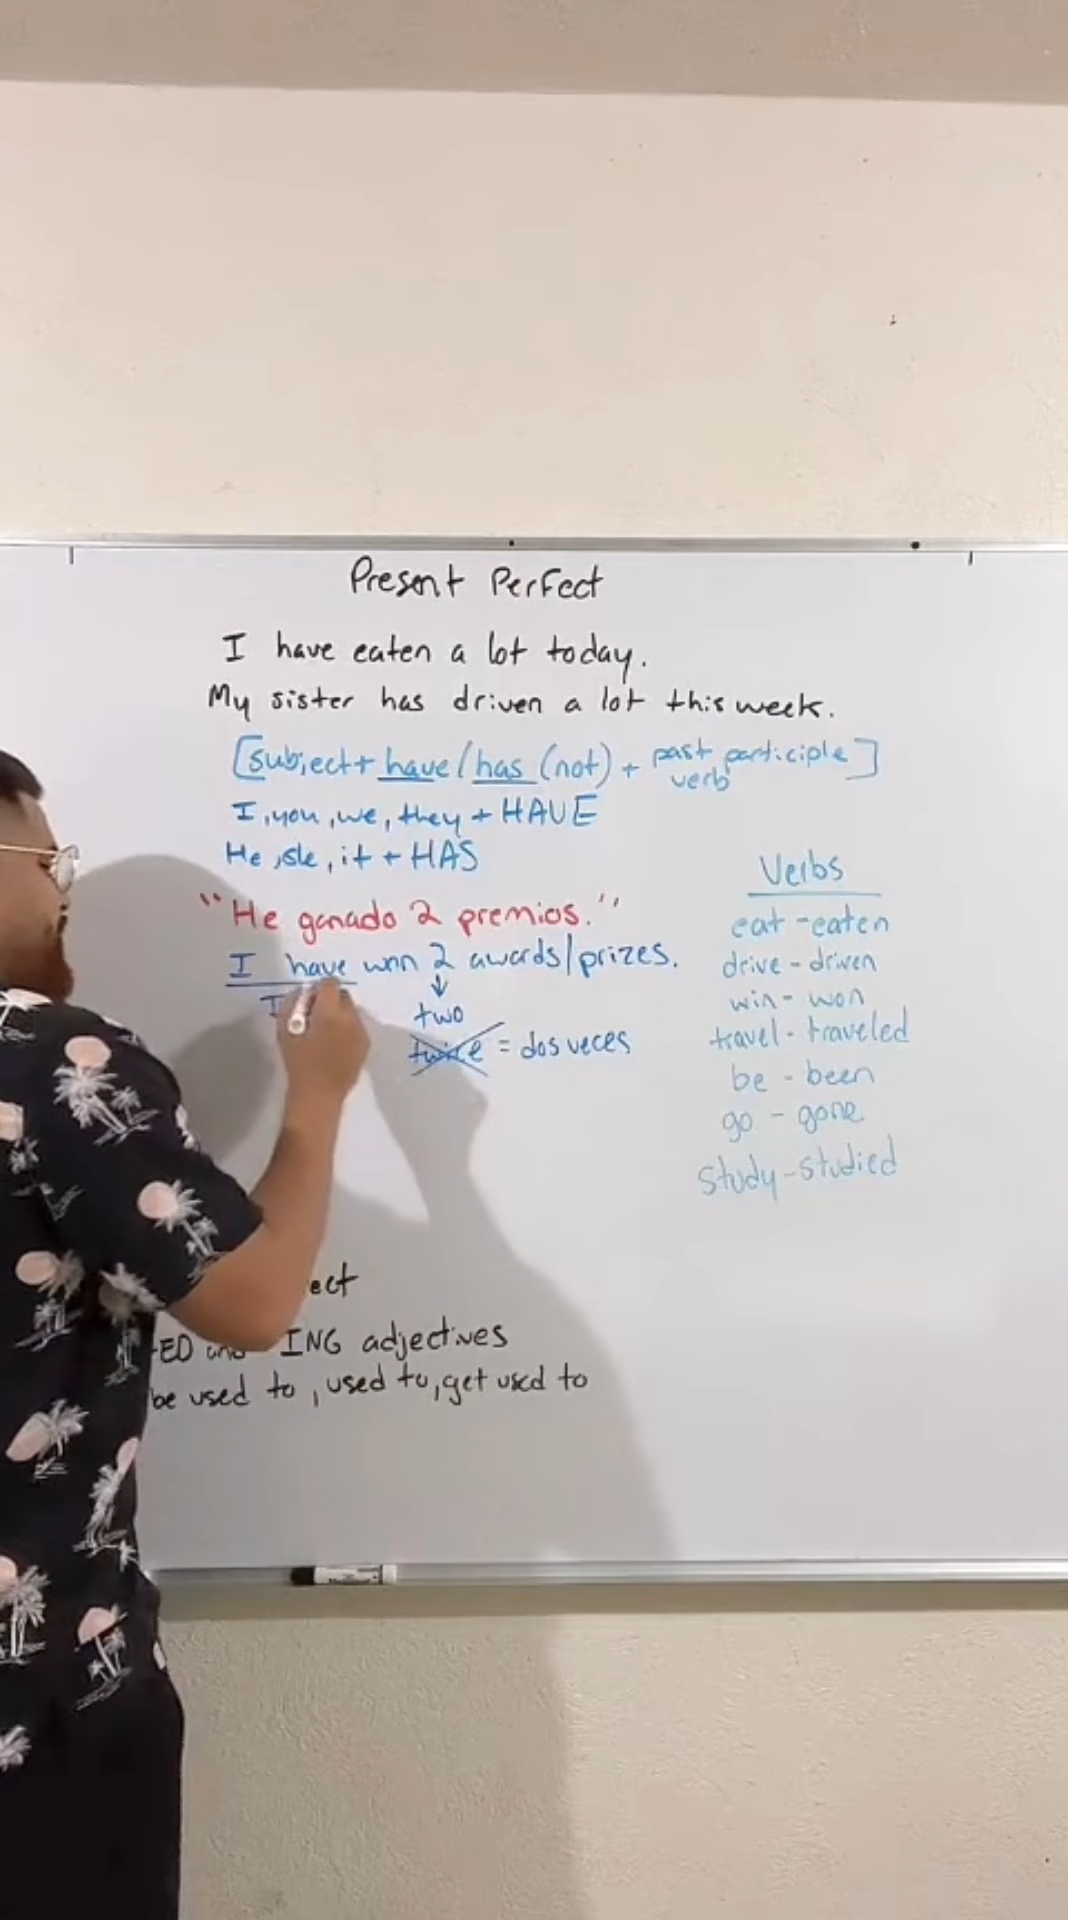 Present Perfect
I have eaten a lot today.
My sister has driven a lot this week.
[subject + have/has (not) + past participle verb]
I, you, we, they + HAVE
He, she, it + HAS
"He ganado 2 premios."
I have won 2 awards/prizes.
I
two
twice = dos veces
Verbs
eat - eaten
drive - driven
win - won
travel - traveled
be - been
go - gone
study - studied
ect
-ED and ING adjectives
be used to, used to, get used to